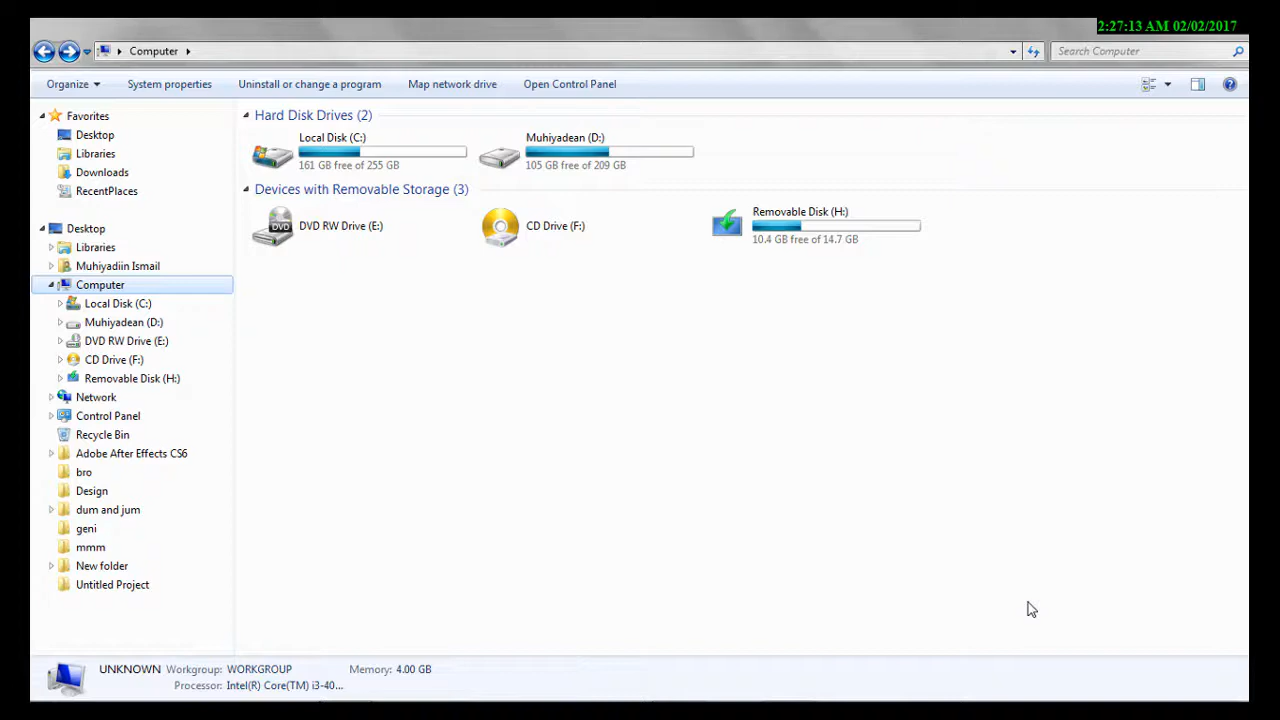 2:27:13 AM 02/02/2017
Computer
Search Computer
Organize
System properties
Uninstall or change a program
Map network drive
Open Control Panel
Favorites
Desktop
Libraries
Downloads
RecentPlaces
Desktop
Libraries
Muhiyadiin Ismail
Computer
Local Disk (C:)
Muhiyadean (D:)
DVD RW Drive (E:)
CD Drive (F:)
Removable Disk (H:)
Network
Control Panel
Recycle Bin
Adobe After Effects CS6
bro
Design
dum and jum
geni
mmm
New folder
Untitled Project
Hard Disk Drives (2)
Local Disk (C:)
161 GB free of 255 GB
Muhiyadean (D:)
105 GB free of 209 GB
Devices with Removable Storage (3)
DVD
DVD RW Drive (E:)
CD Drive (F:)
Removable Disk (H:)
10.4 GB free of 14.7 GB
UNKNOWN Workgroup: WORKGROUP Memory: 4.00 GB
Processor: Intel(R) Core(TM) i3-40...